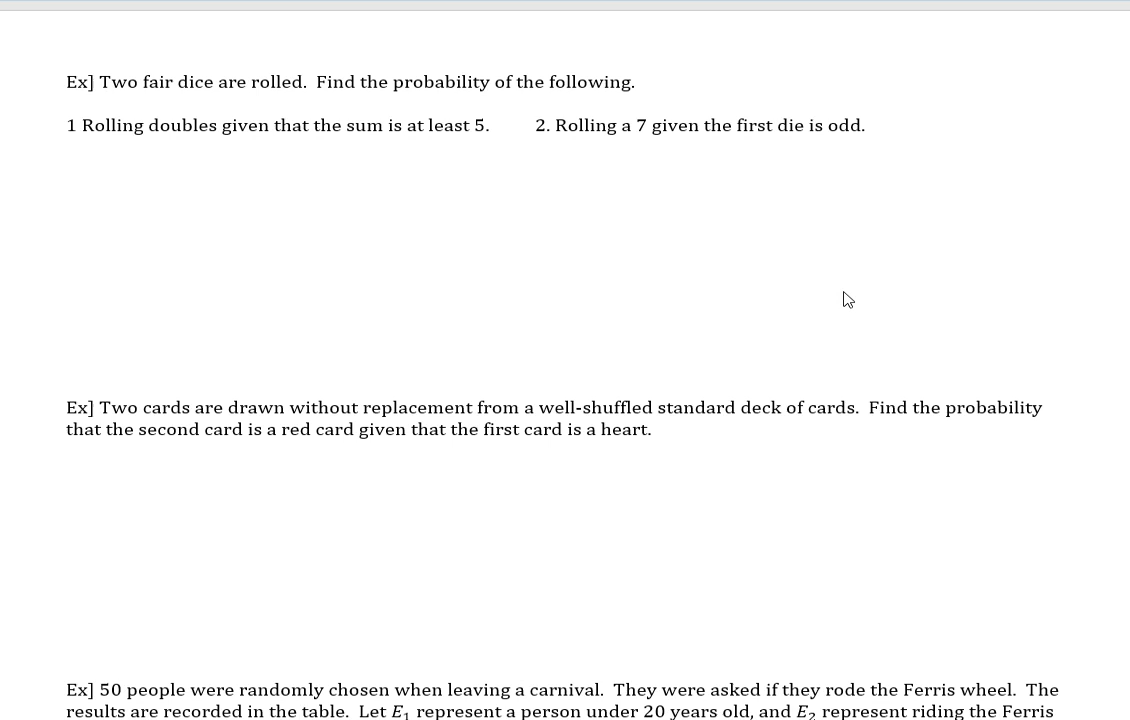 Ex] Two fair dice are rolled.  Find the probability of the following.
1 Rolling doubles given that the sum is at least 5.        2. Rolling a 7 given the first die is odd.
Ex] Two cards are drawn without replacement from a well-shuffled standard deck of cards.  Find the probability
that the second card is a red card given that the first card is a heart.
Ex] 50 people were randomly chosen when leaving a carnival.  They were asked if they rode the Ferris wheel.  The
results are recorded in the table.  Let E₁ represent a person under 20 years old, and E₂ represent riding the Ferris